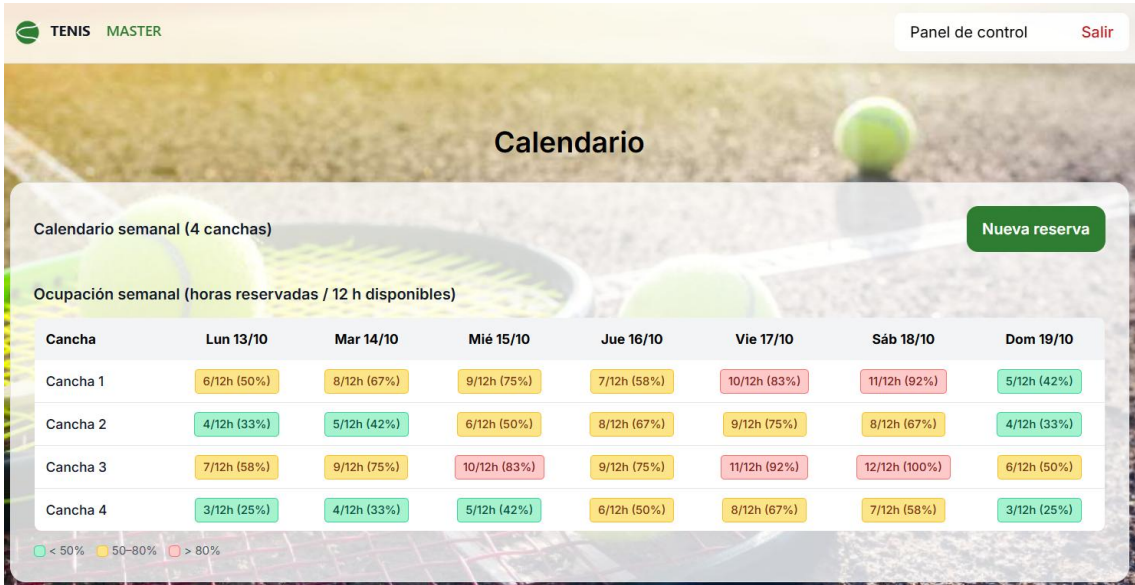 TENIS MASTER Panel de control Salir
Calendario
Calendario semanal (4 canchas) Nueva reserva
Ocupación semanal (horas reservadas / 12 h disponibles)
Cancha Lun 13/10 Mar 14/10 Mié 15/10 Jue 16/10 Vie 17/10 Sáb 18/10 Dom 19/10
Cancha 1 6/12h (50%) 8/12h (67%) 9/12h (75%) 7/12h (58%) 10/12h (83%) 11/12h (92%) 5/12h (42%)
Cancha 2 4/12h (33%) 5/12h (42%) 6/12h (50%) 8/12h (67%) 9/12h (75%) 8/12h (67%) 4/12h (33%)
Cancha 3 7/12h (58%) 9/12h (75%) 10/12h (83%) 9/12h (75%) 11/12h (92%) 12/12h (100%) 6/12h (50%)
Cancha 4 3/12h (25%) 4/12h (33%) 5/12h (42%) 6/12h (50%) 8/12h (67%) 7/12h (58%) 3/12h (25%)
< 50% 50–80% > 80%